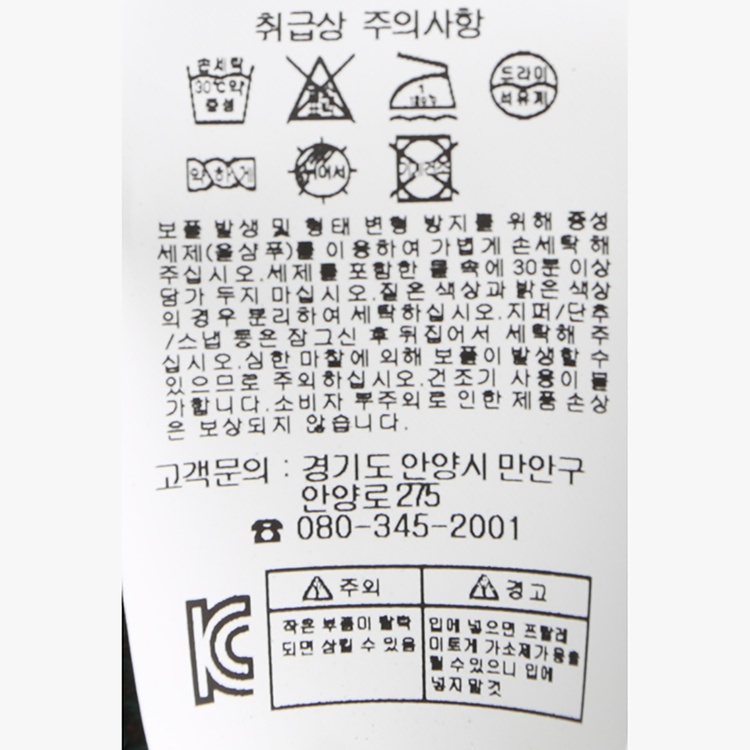 취급상 주의사항
손세탁
30℃약
중성
드라이
석유계
약하게
보풀 발생 및 형태 변형 방지를 위해 중성
세제(울샴푸)를 이용하여 가볍게 손세탁 해
주십시오.세제를 포함한 물 속에 30분 이상
담가 두지 마십시오.짙은 색상과 밝은 색상
의 경우 분리하여 세탁하십시오.지퍼/단추
/스냅 등은 잠그신 후 뒤집어서 세탁해 주
십시오.심한 마찰에 의해 보풀이 발생할 수
있으므로 주의하십시오.건조기 사용이 불
가합니다.소비자 부주의로 인한 제품 손상
은 보상되지 않습니다.
고객문의 : 경기도 안양시 만안구
안양로 275
☎ 080-345-2001
주의
경고
작은 부품이 탈락
되면 삼킬 수 있음
입에 넣으면 프탈레
이트계 가소제가용출
될 수있으니 입에
넣지말 것